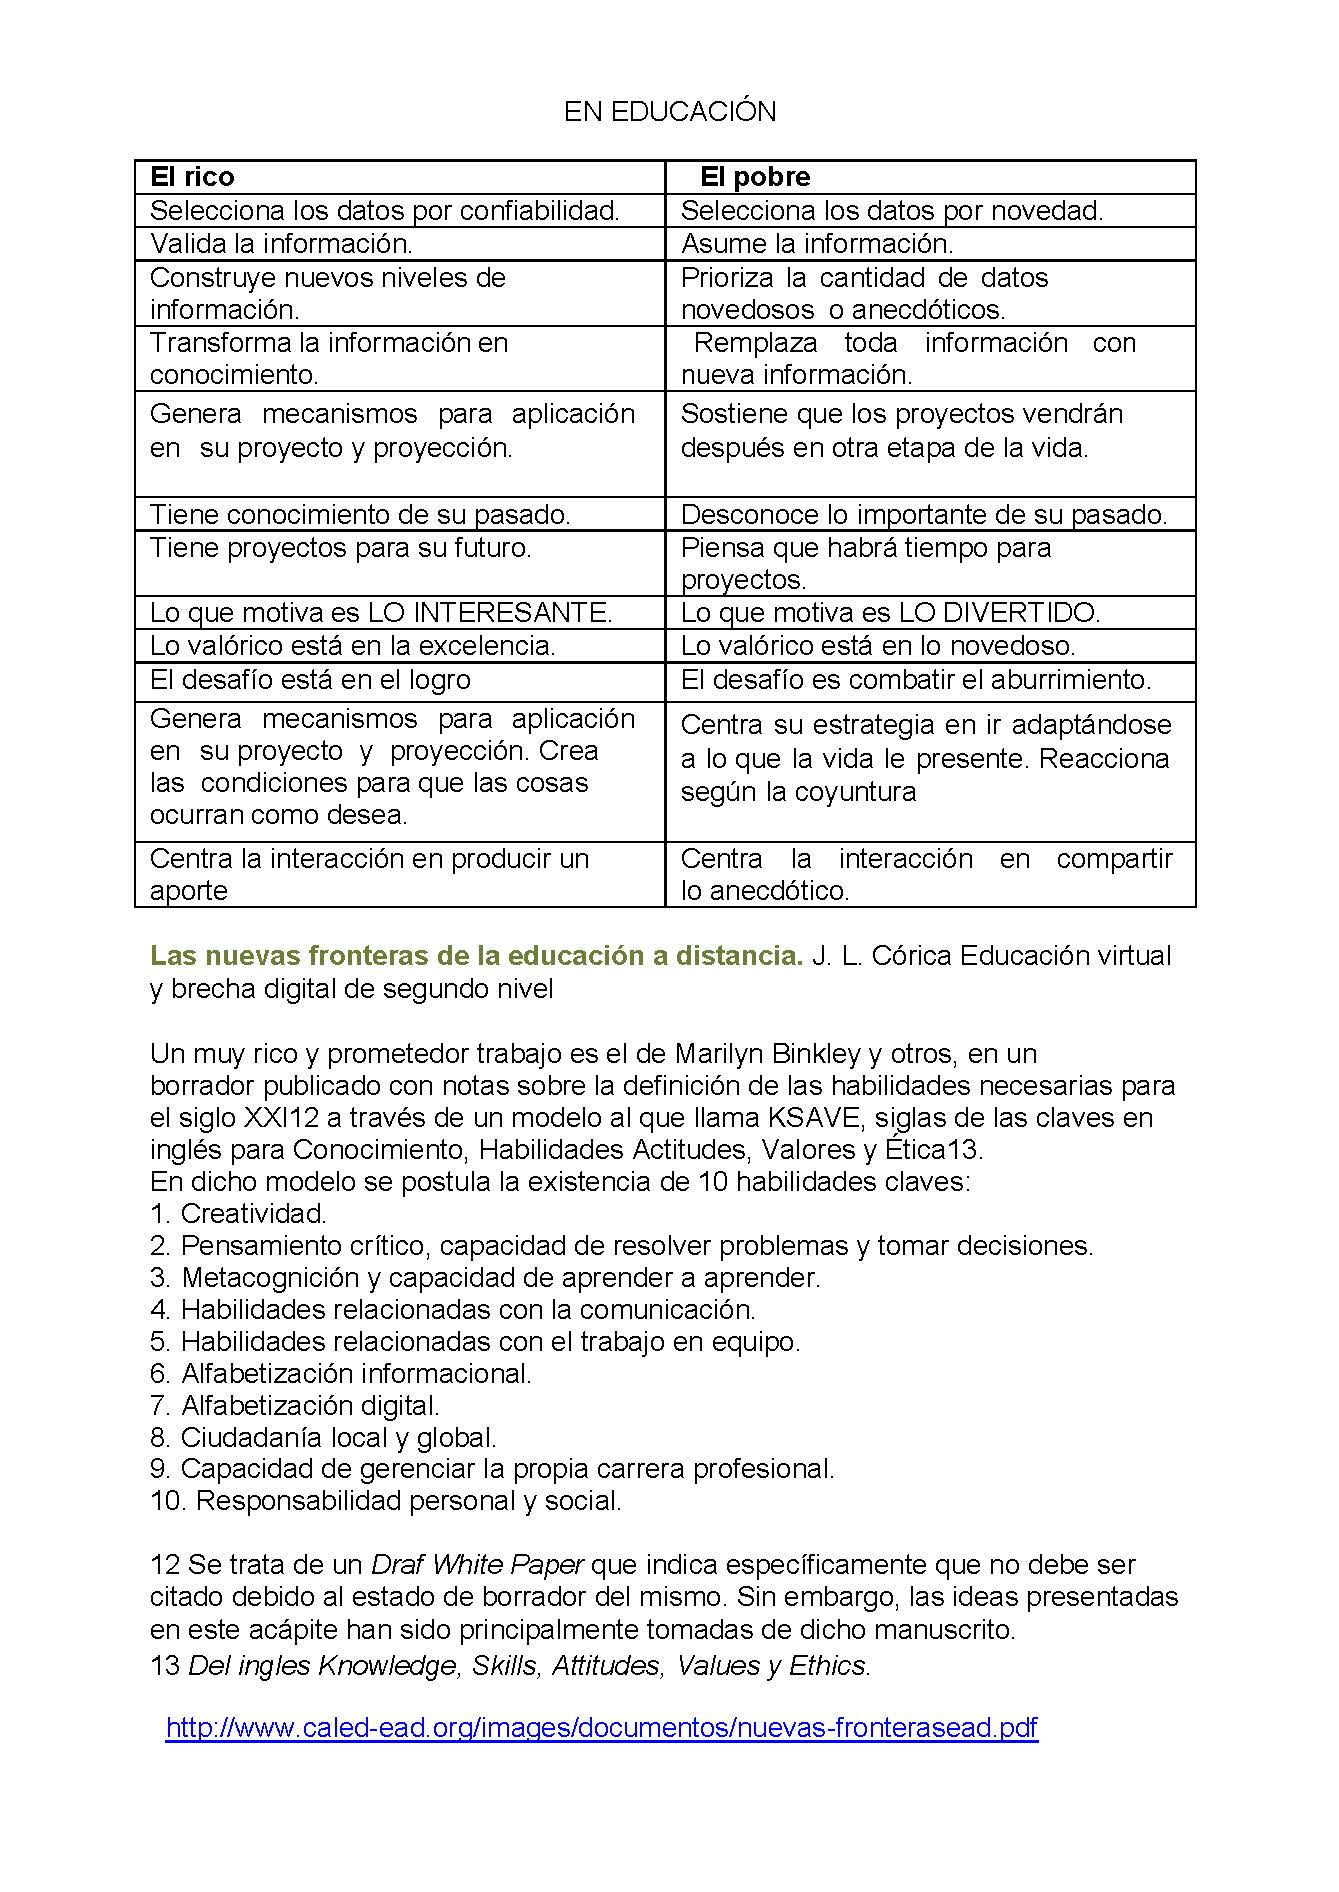 EN EDUCACIÓN
El rico El pobre
Selecciona los datos por confiabilidad. Selecciona los datos por novedad.
Valida la información. Asume la información.
Construye nuevos niveles de Prioriza la cantidad de datos
información. novedosos o anecdóticos.
Transforma la información en Remplaza toda información con
conocimiento. nueva información.
Genera mecanismos para aplicación Sostiene que los proyectos vendrán
en su proyecto y proyección. después en otra etapa de la vida.
Tiene conocimiento de su pasado. Desconoce lo importante de su pasado.
Tiene proyectos para su futuro. Piensa que habrá tiempo para
proyectos.
Lo que motiva es LO INTERESANTE. Lo que motiva es LO DIVERTIDO.
Lo valórico está en la excelencia. Lo valórico está en lo novedoso.
El desafío está en el logro El desafío es combatir el aburrimiento.
Genera mecanismos para aplicación Centra su estrategia en ir adaptándose
en su proyecto y proyección. Crea a lo que la vida le presente. Reacciona
las condiciones para que las cosas según la coyuntura
ocurran como desea.
Centra la interacción en producir un Centra la interacción en compartir
aporte lo anecdótico.
Las nuevas fronteras de la educación a distancia. J. L. Córica Educación virtual
y brecha digital de segundo nivel
Un muy rico y prometedor trabajo es el de Marilyn Binkley y otros, en un
borrador publicado con notas sobre la definición de las habilidades necesarias para
el siglo XXI12 a través de un modelo al que llama KSAVE, siglas de las claves en
inglés para Conocimiento, Habilidades Actitudes, Valores y Ética13.
En dicho modelo se postula la existencia de 10 habilidades claves:
1. Creatividad.
2. Pensamiento crítico, capacidad de resolver problemas y tomar decisiones.
3. Metacognición y capacidad de aprender a aprender.
4. Habilidades relacionadas con la comunicación.
5. Habilidades relacionadas con el trabajo en equipo.
6. Alfabetización informacional.
7. Alfabetización digital.
8. Ciudadanía local y global.
9. Capacidad de gerenciar la propia carrera profesional.
10. Responsabilidad personal y social.
12 Se trata de un Draf White Paper que indica específicamente que no debe ser
citado debido al estado de borrador del mismo. Sin embargo, las ideas presentadas
en este acápite han sido principalmente tomadas de dicho manuscrito.
13 Del ingles Knowledge, Skills, Attitudes, Values y Ethics.
http://www.caled-ead.org/images/documentos/nuevas-fronterasead.pdf